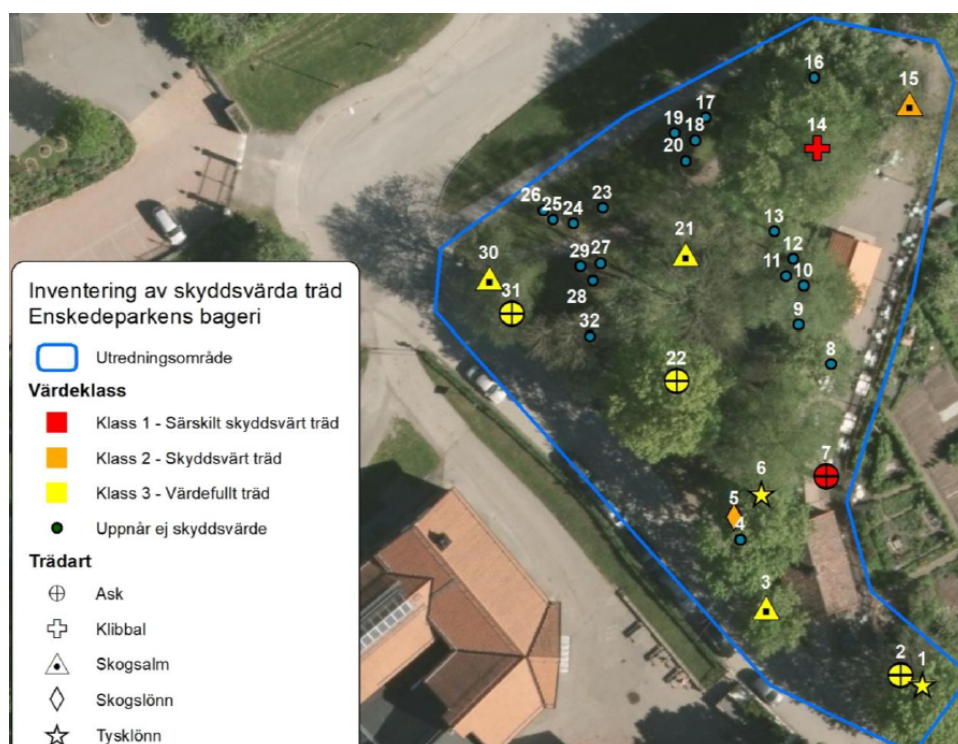 16
15
17
19
18
14
20
26
25
24
23
13
21
12
30
29
27
11
10
31
28
9
32
8
22
7
6
5
4
3
2
1
Inventering av skyddsvärda träd
Enskedeparkens bageri
Utredningsområde
Värdeklass
Klass 1 - Särskilt skyddsvärt träd
Klass 2 - Skyddsvärt träd
Klass 3 - Värdefullt träd
Uppnår ej skyddsvärde
Trädart
Ask
Klibbal
Skogsalm
Skogslönn
Tysklönn